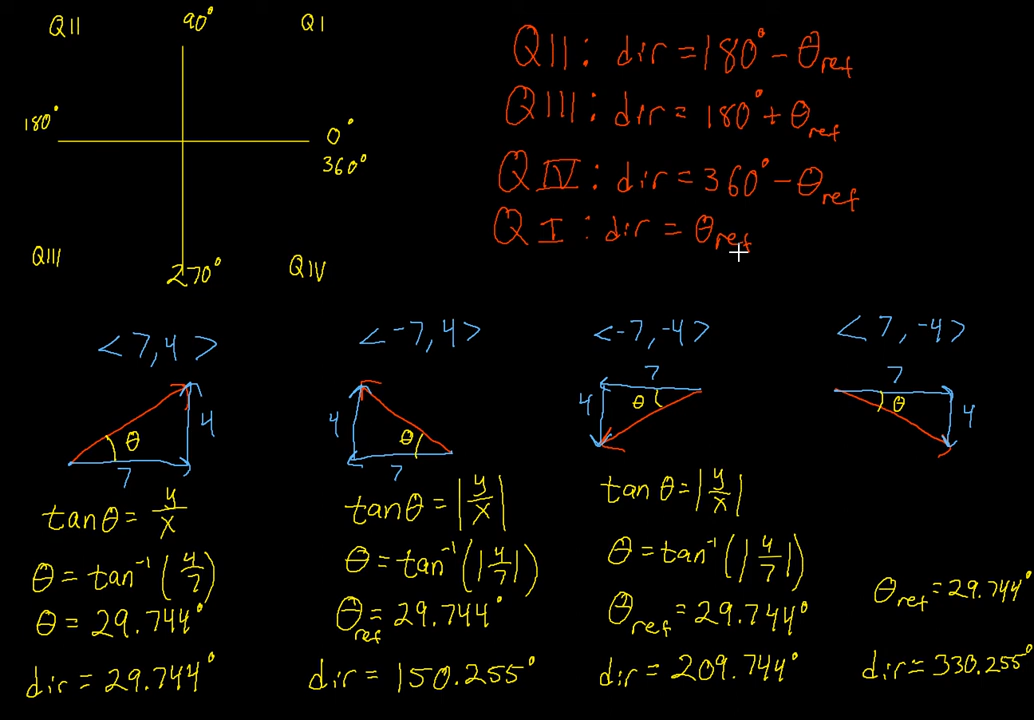 QII 90° QI
180° 0°
360°
QIII 270° QIV
QII: dir = 180° - θref
QIII: dir = 180° + θref
QIV: dir = 360° - θref
QI: dir = θref
<7,4>
4
θ
7
tanθ = y/x
θ = tan⁻¹(4/7)
θ = 29.744°
dir = 29.744°
<-7,4>
4
θ
7
tanθ = |y/x|
θ = tan⁻¹(|4/7|)
θref = 29.744°
dir = 150.255°
<-7,-4>
7
4
θ
tan θ = |y/x|
θ = tan⁻¹(|4/7|)
θref = 29.744°
dir = 209.744°
<7,-4>
7
θ
4
θref = 29.744°
dir = 330.255°